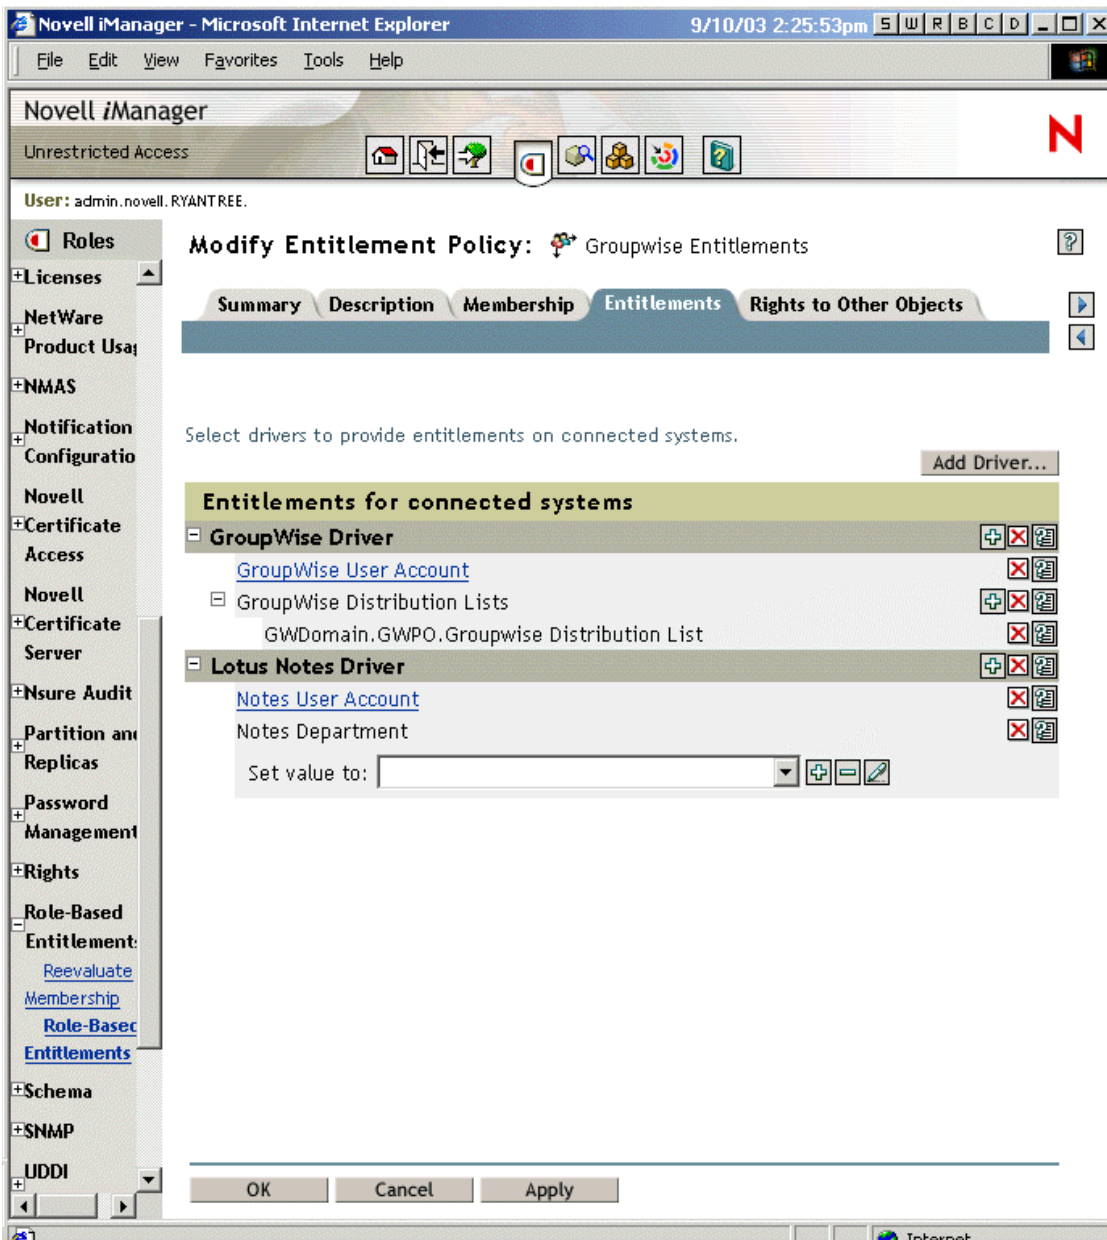 Novell iManager - Microsoft Internet Explorer 9/10/03 2:25:53pm S W R B C D
File Edit View Favorites Tools Help
Novell iManager
Unrestricted Access
N
User: admin.novell.RYANTREE.
Roles
Modify Entitlement Policy: Groupwise Entitlements
Summary Description Membership Entitlements Rights to Other Objects
Licenses
NetWare
Product Usa
NMAS
Notification
Configuratio
Novell
Certificate
Access
Novell
Certificate
Server
Nsure Audit
Partition an
Replicas
Password
Management
Rights
Role-Based
Entitlement
Reevaluate
Membership
Role-Based
Entitlements
Schema
SNMP
UDDI
Select drivers to provide entitlements on connected systems.
Add Driver...
Entitlements for connected systems
GroupWise Driver
GroupWise User Account
GroupWise Distribution Lists
GWDomain.GWPO.Groupwise Distribution List
Lotus Notes Driver
Notes User Account
Notes Department
Set value to:
OK Cancel Apply
Internet